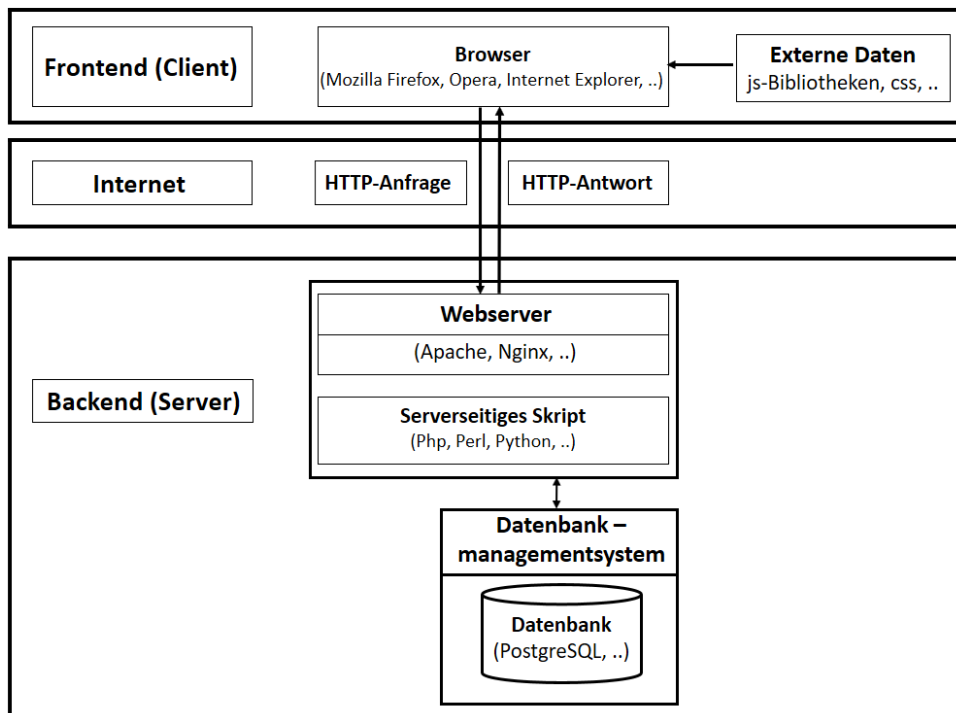 Frontend (Client)
Browser
(Mozilla Firefox, Opera, Internet Explorer, ..)
Externe Daten
js-Bibliotheken, css, ..
Internet
HTTP-Anfrage
HTTP-Antwort
Backend (Server)
Webserver
(Apache, Nginx, ..)
Serverseitiges Skript
(Php, Perl, Python, ..)
Datenbank –
managementsystem
Datenbank
(PostgreSQL, ..)